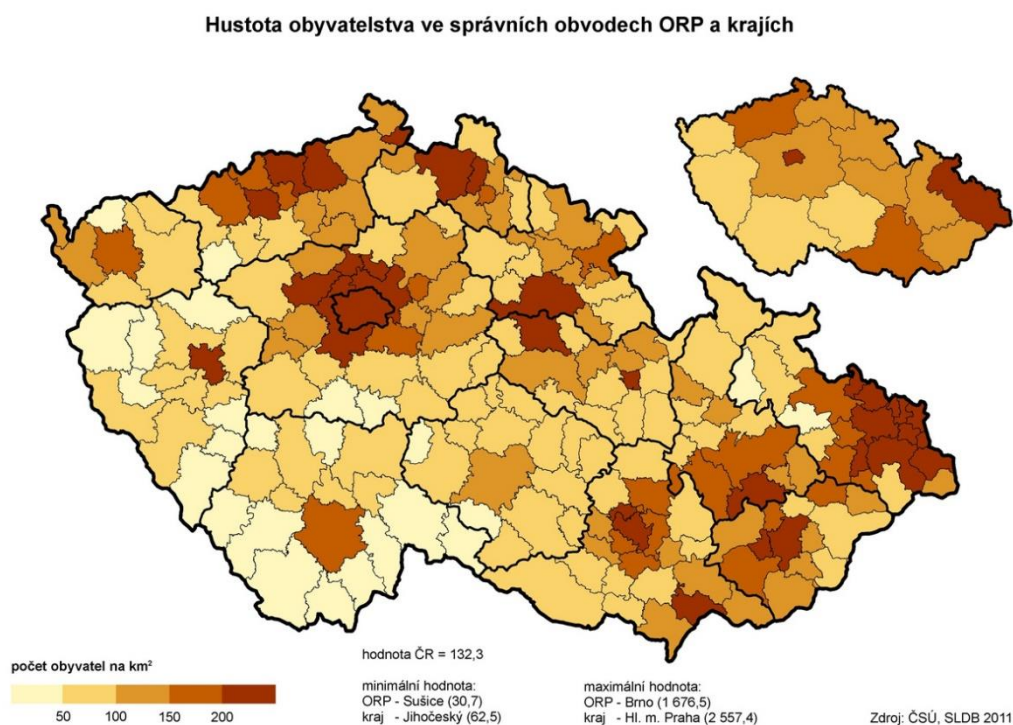 Hustota obyvatelstva ve správních obvodech ORP a krajích
počet obyvatel na km²
50 100 150 200
hodnota ČR = 132,3
minimální hodnota:
ORP - Sušice (30,7)
kraj - Jihočeský (62,5)
maximální hodnota:
ORP - Brno (1 676,5)
kraj - Hl. m. Praha (2 557,4)
Zdroj: ČSÚ, SLDB 2011